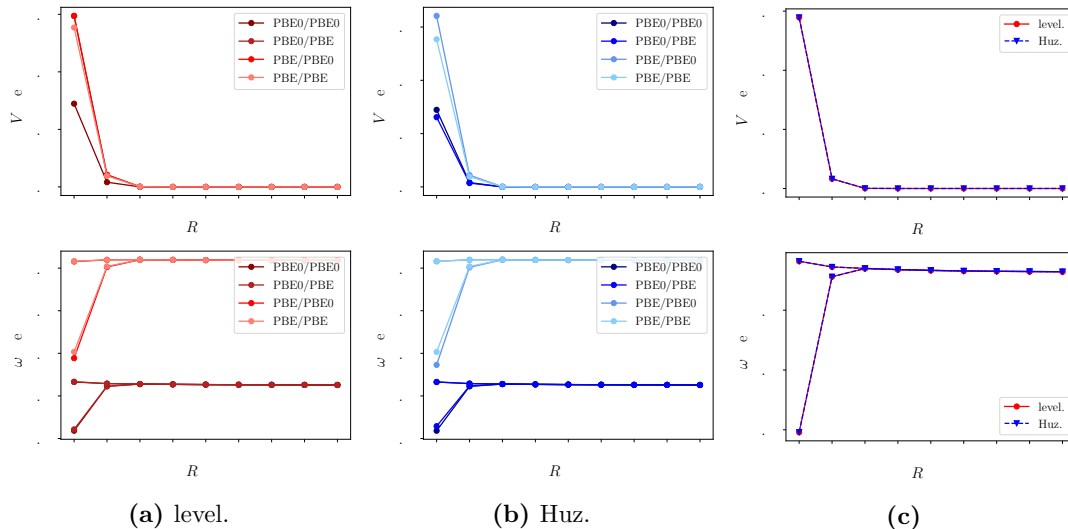 PBE0/PBE0
PBE0/PBE
PBE/PBE0
PBE/PBE
V e
R
PBE0/PBE0
PBE0/PBE
PBE/PBE0
PBE/PBE
V e
R
level.
Huz.
V e
R
PBE0/PBE0
PBE0/PBE
PBE/PBE0
PBE/PBE
ω e
R
PBE0/PBE0
PBE0/PBE
PBE/PBE0
PBE/PBE
ω e
R
level.
Huz.
ω e
R
(a) level.
(b) Huz.
(c)